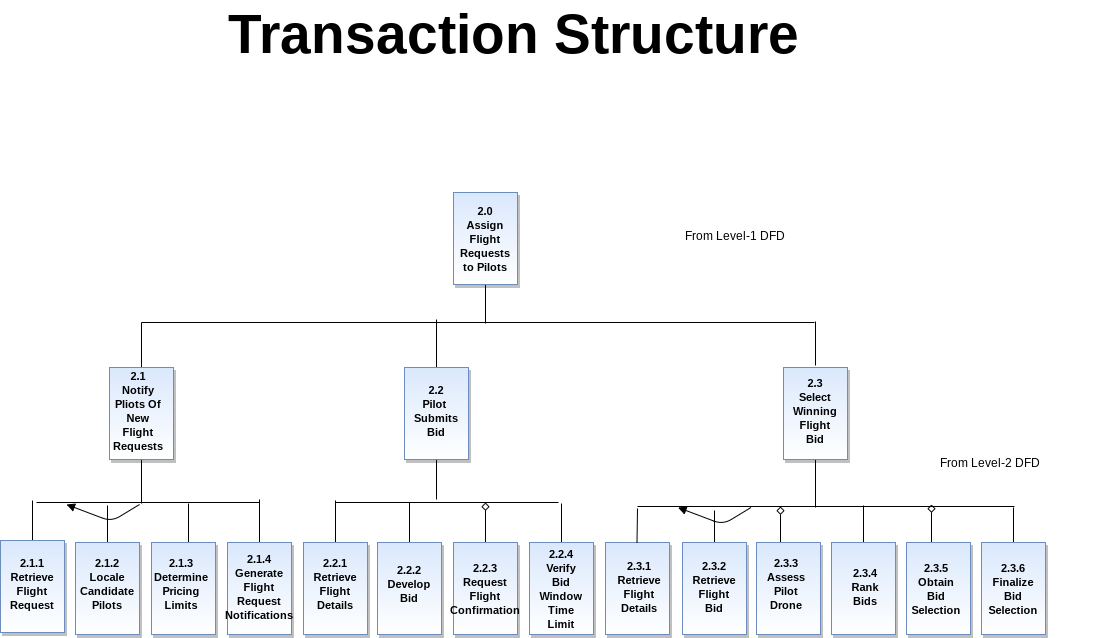 Transaction Structure
2.0
Assign
Flight
Requests
to Pilots
From Level-1 DFD
2.1
Notify
Pliots Of
New
Flight
Requests
2.2
Pilot
Submits
Bid
2.3
Select
Winning
Flight
Bid
From Level-2 DFD
2.1.1
Retrieve
Flight
Request
2.1.2
Locale
Candidate
Pilots
2.1.3
Determine
Pricing
Limits
2.1.4
Generate
Flight
Request
Notifications
2.2.1
Retrieve
Flight
Details
2.2.2
Develop
Bid
2.2.3
Request
Flight
Confirmation
2.2.4
Verify
Bid
Window
Time
Limit
2.3.1
Retrieve
Flight
Details
2.3.2
Retrieve
Flight
Bid
2.3.3
Assess
Pilot
Drone
2.3.4
Rank
Bids
2.3.5
Obtain
Bid
Selection
2.3.6
Finalize
Bid
Selection